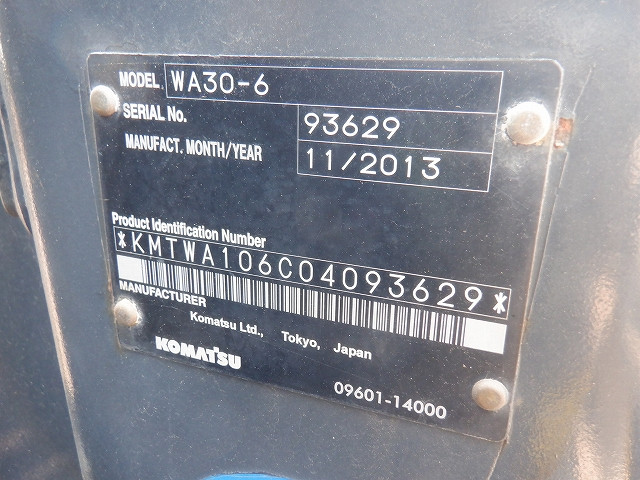 MODEL WA30-6
SERIAL No. 93629
MANUFACT. MONTH/YEAR 11/2013
Product Identification Number
*KMTWA106C04093629*
MANUFACTURER
Komatsu Ltd., Tokyo, Japan
KOMATSU
09601-14000